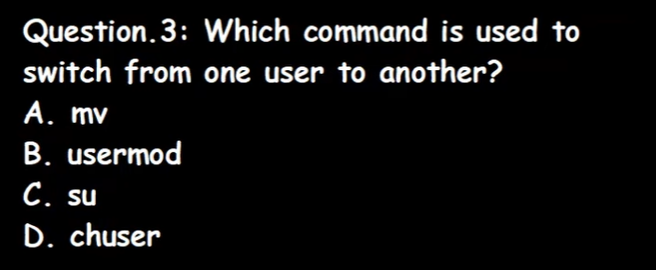 Question.3: Which command is used to
switch from one user to another?
A. mv
B. usermod
C. su
D. chuser